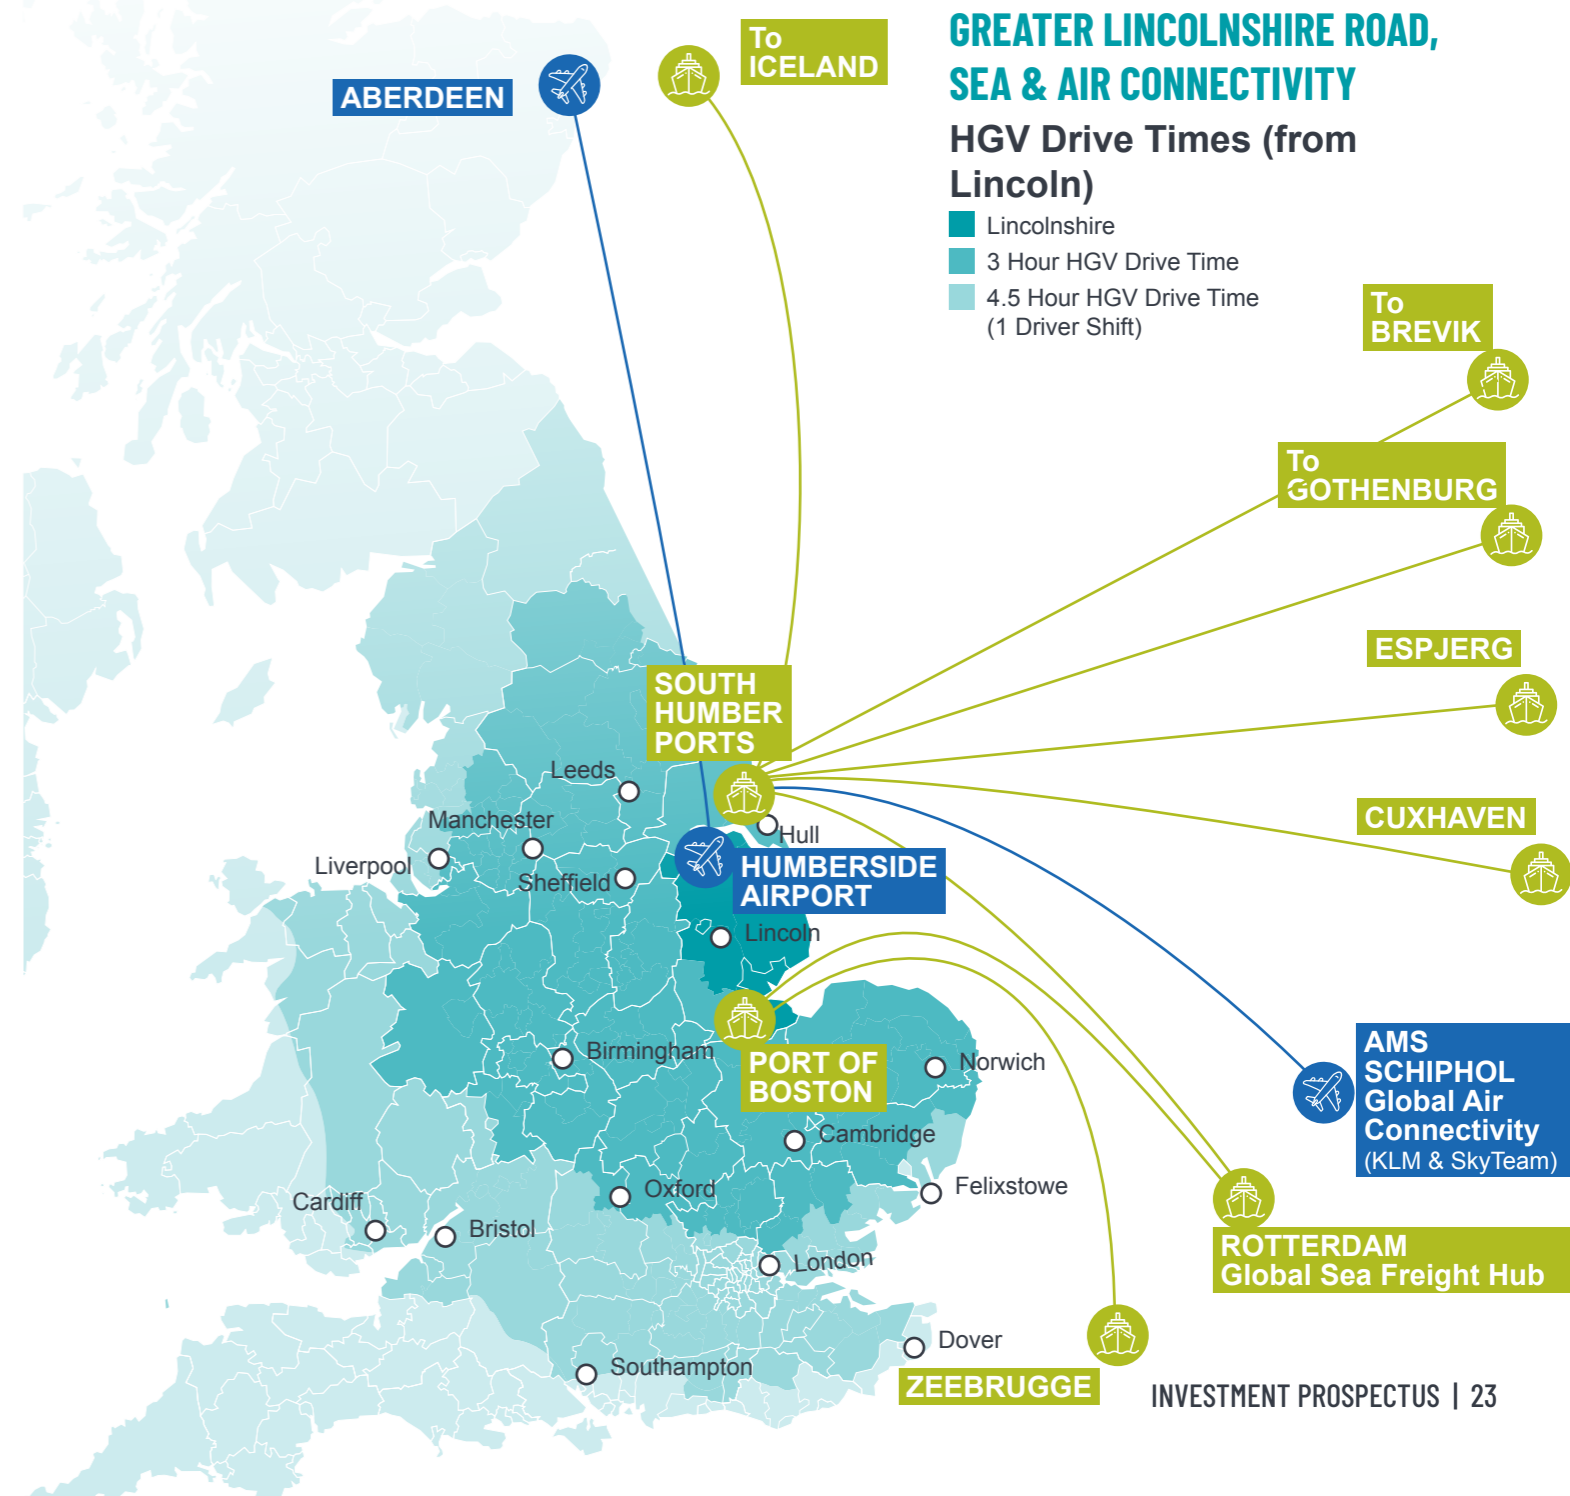 GREATER LINCOLNSHIRE ROAD,
SEA & AIR CONNECTIVITY
HGV Drive Times (from
Lincoln)
Lincolnshire
3 Hour HGV Drive Time
4.5 Hour HGV Drive Time
(1 Driver Shift)
To
ICELAND
ABERDEEN
To
BREVIK
To
GOTHENBURG
ESPJERG
SOUTH
HUMBER
PORTS
Leeds
Manchester
Hull
CUXHAVEN
Liverpool
Sheffield
HUMBERSIDE
AIRPORT
Lincoln
Birmingham
PORT OF
BOSTON
Norwich
AMS
SCHIPHOL
Global Air
Connectivity
(KLM & SkyTeam)
Cambridge
Oxford
Felixstowe
Cardiff
Bristol
London
ROTTERDAM
Global Sea Freight Hub
Dover
Southampton
ZEEBRUGGE
INVESTMENT PROSPECTUS | 23